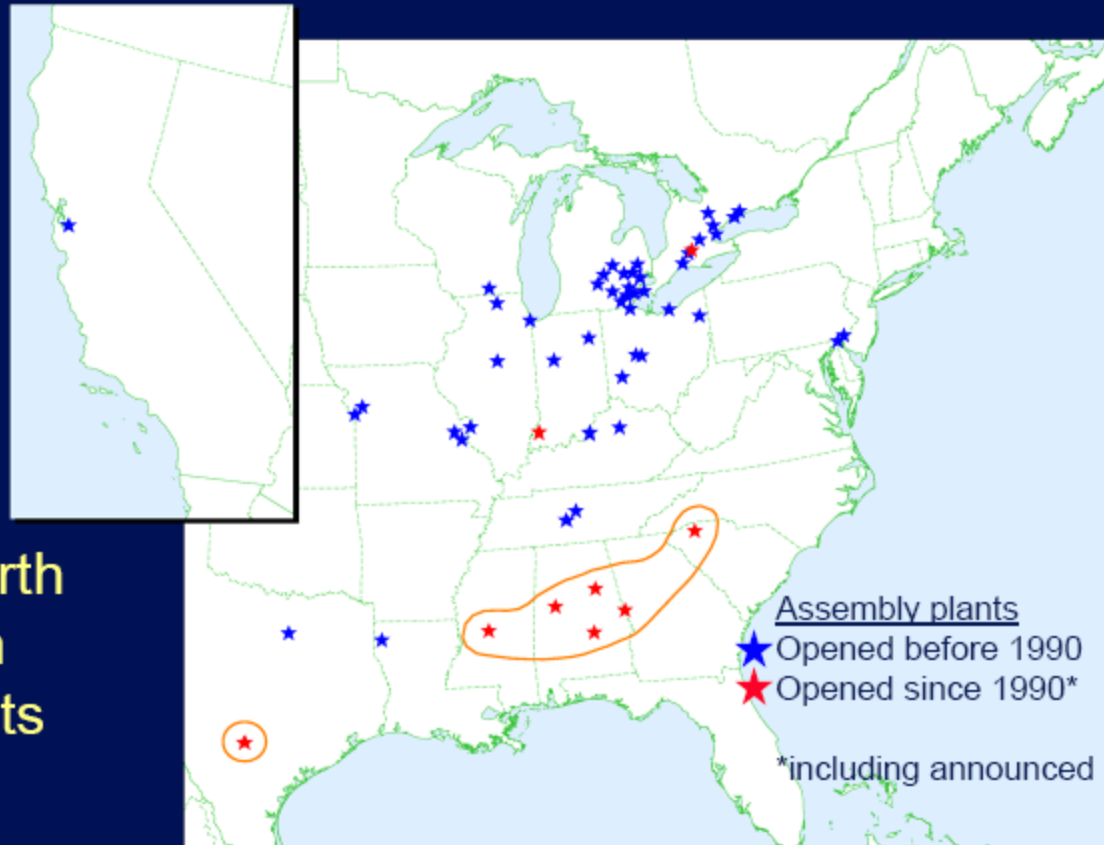 rth
ts
Assembly plants
Opened before 1990
Opened since 1990*
*including announced